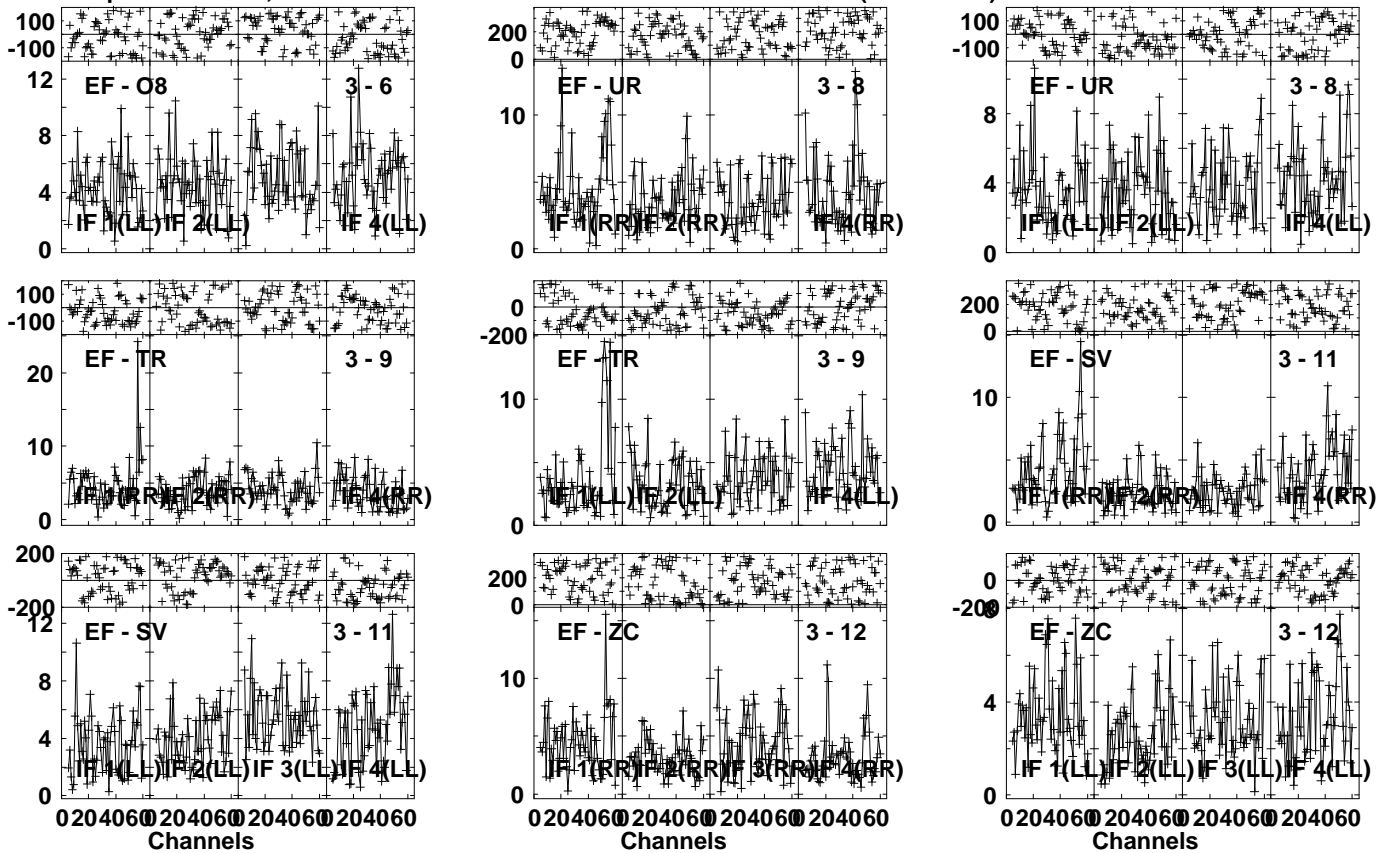 100
-100
12
8
4
0
EF - O8
3 - 6
IF 1(LL)
IF 2(LL)
IF 4(LL)
200
0
10
0
EF - UR
3 - 8
IF 1(RR)
IF 2(RR)
IF 4(RR)
100
-100
8
4
0
EF - UR
3 - 8
IF 1(LL)
IF 2(LL)
IF 4(LL)
100
-100
20
10
0
EF - TR
3 - 9
IF 1(RR)
IF 2(RR)
IF 4(RR)
0
-200
10
0
EF - TR
3 - 9
IF 1(LL)
IF 2(LL)
IF 4(LL)
200
0
10
0
EF - SV
3 - 11
IF 1(RR)
IF 2(RR)
IF 4(RR)
200
-200
12
8
4
0
EF - SV
3 - 11
IF 1(LL)
IF 2(LL)
IF 3(LL)
IF 4(LL)
0 20 40 60 0 20 40 60 0 20 40 60 0 20 40 60
Channels
200
0
10
0
EF - ZC
3 - 12
IF 1(RR)
IF 2(RR)
IF 3(RR)
IF 4(RR)
0 20 40 60 0 20 40 60 0 20 40 60 0 20 40 60
Channels
0
-200
8
4
0
EF - ZC
3 - 12
IF 1(LL)
IF 2(LL)
IF 3(LL)
IF 4(LL)
0 20 40 60 0 20 40 60 0 20 40 60 0 20 40 60
Channels